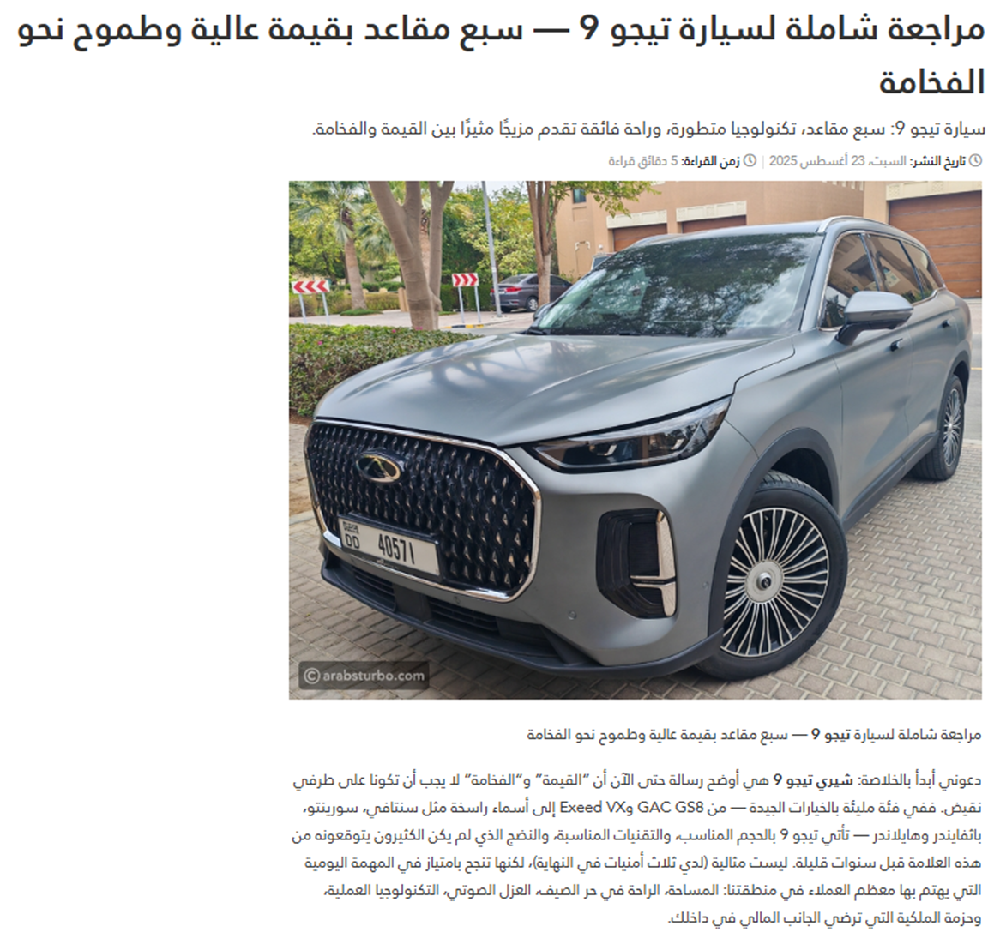 مراجعة شاملة لسيارة تيجو 9 — سبع مقاعد بقيمة عالية وطموح نحو
الفخامة
سيارة تيجو 9: سبع مقاعد، تكنولوجيا متطورة، وراحة فائقة تقدم مزيجًا مثيرًا بين القيمة والفخامة.
تاريخ النشر: السبت، 23 أغسطس 2025 | زمن القراءة: 5 دقائق قراءة
DD 40571
© arabsturbo.com
مراجعة شاملة لسيارة تيجو 9 — سبع مقاعد بقيمة عالية وطموح نحو الفخامة
دعوني أبدأ بالخلاصة: شيري تيجو 9 هي أوضح رسالة حتى الآن أن "القيمة" و"الفخامة" لا يجب أن تكونا على طرفي
نقيض. ففي فئة مليئة بالخيارات الجيدة — من GAC GS8 وExeed VX إلى أسماء راسخة مثل سنتافي، سورينتو،
باثفايندر وهايلاندر — تأتي تيجو 9 بالحجم المناسب، والتقنيات المناسبة، والنضج الذي لم يكن الكثيرون يتوقعونه من
هذه العلامة قبل سنوات قليلة. ليست مثالية (لدي ثلاث أمنيات في النهاية)، لكنها تنجح بامتياز في المهمة اليومية
التي يهتم بها معظم العملاء في منطقتنا: المساحة، الراحة في حر الصيف، العزل الصوتي، التكنولوجيا العملية،
وحزمة الملكية التي ترضي الجانب المالي في داخلك.